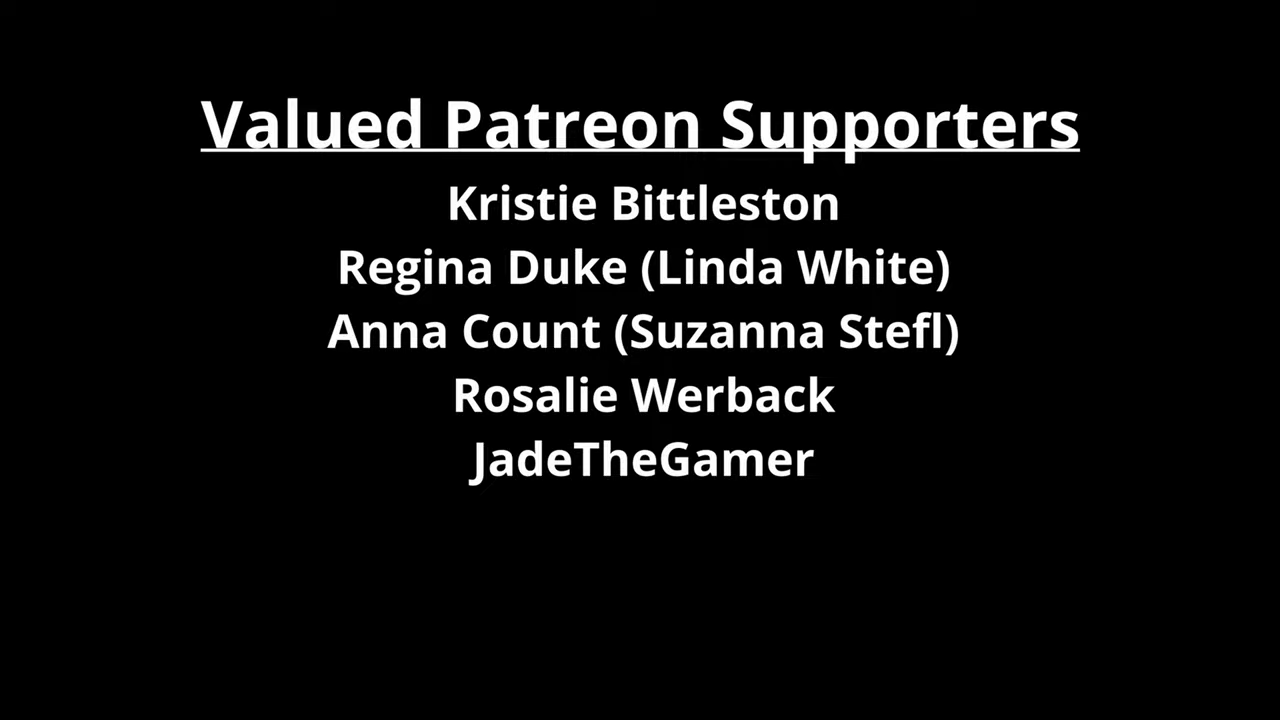 Valued Patreon Supporters
Kristie Bittleston
Regina Duke (Linda White)
Anna Count (Suzanna Stefl)
Rosalie Werback
JadeTheGamer